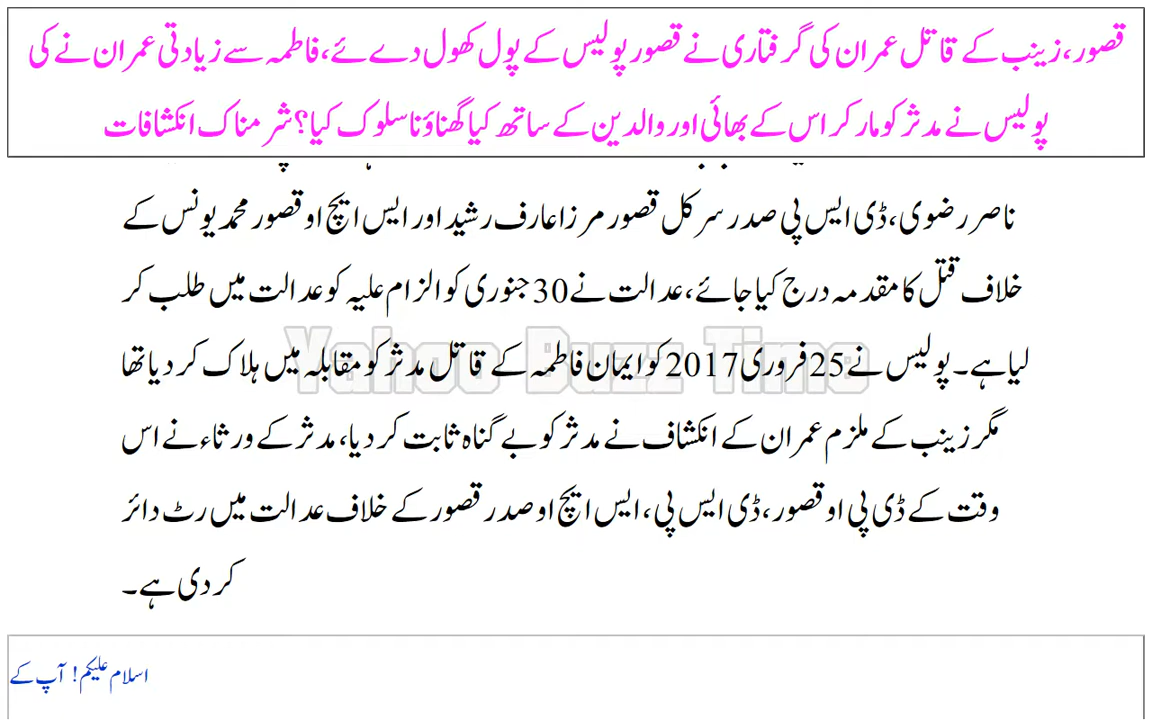 قصور، زینب کے قاتل عمران کی گرفتاری نے قصور پولیس کے پول کھول دے ئے، فاطمہ سے زیادتی عمران نے کی
پولیس نے مدثر کو مار کر اس کے بھائی اور والدین کے ساتھ کیا گھناؤنا سلوک کیا؟ شرمناک انکشافات
ناصر رضوی، ڈی ایس پی صدر سرکل قصور مرزا عارف رشید اور ایس ایچ او قصور محمد یونس کے
خلاف قتل کا مقدمہ درج کیا جائے، عدالت نے 30 جنوری کو الزام علیہ کو عدالت میں طلب کر
لیا ہے۔ پولیس نے 25 فروری 2017 کو ایمان فاطمہ کے قاتل مدثر کو مقابلہ میں ہلاک کر دیا تھا
Yahoo Buzz Time
مگر زینب کے ملزم عمران کے انکشاف نے مدثر کو بے گناہ ثابت کر دیا، مدثر کے ورثاء نے اس
وقت کے ڈی پی او قصور، ڈی ایس پی، ایس ایچ او صدر قصور کے خلاف عدالت میں رٹ دائر
کر دی ہے۔
اسلام علیکم! آپ کے